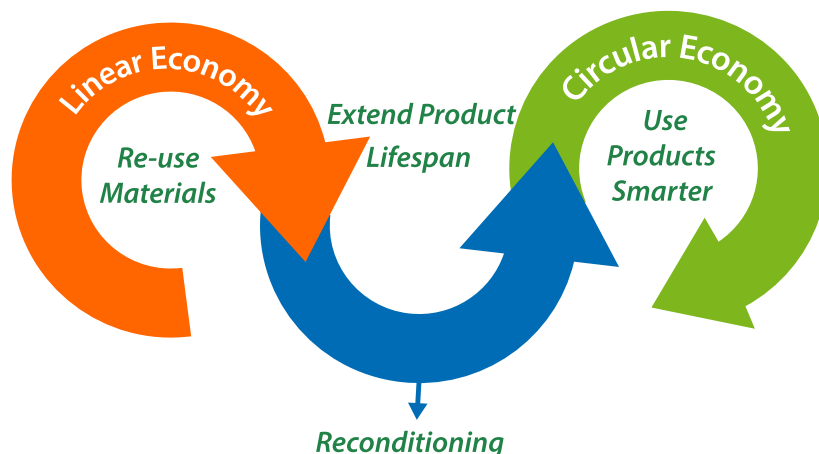 Linear Economy
Re-use
Materials
Extend Product
Lifespan
Circular Economy
Use
Products
Smarter
Reconditioning